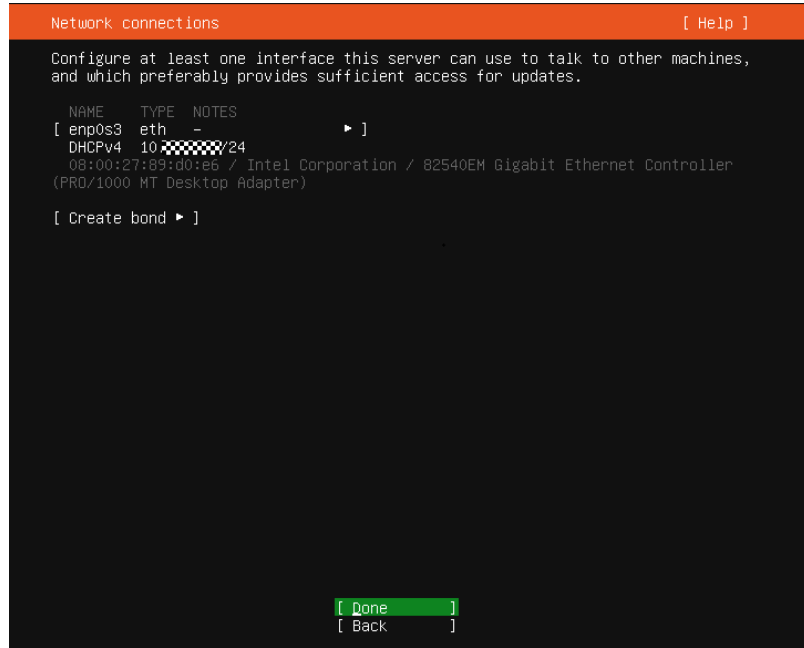 Network connections [ Help ]
Configure at least one interface this server can use to talk to other machines,
and which preferably provides sufficient access for updates.
NAME TYPE NOTES
[ enp0s3 eth - ▸ ]
DHCPv4 10 /24
08:00:27:89:d0:e6 / Intel Corporation / 82540EM Gigabit Ethernet Controller
(PRO/1000 MT Desktop Adapter)
[ Create bond ▸ ]
[ Done ]
[ Back ]